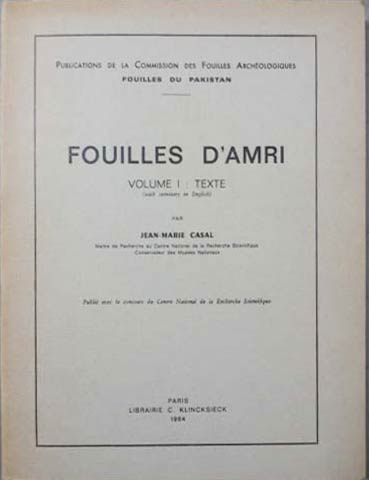 PUBLICATIONS DE LA COMMISSION DES FOUILLES ARCHÉOLOGIQUES
FOUILLES DU PAKISTAN
FOUILLES D'AMRI
VOLUME I : TEXTE
(with summary in English)
PAR
JEAN-MARIE CASAL
Maître de Recherche au Centre National de la Recherche Scientifique
Conservateur des Musées Nationaux
Publié avec le concours du Centre National de la Recherche Scientifique
PARIS
LIBRAIRIE C. KLINCKSIECK
1964